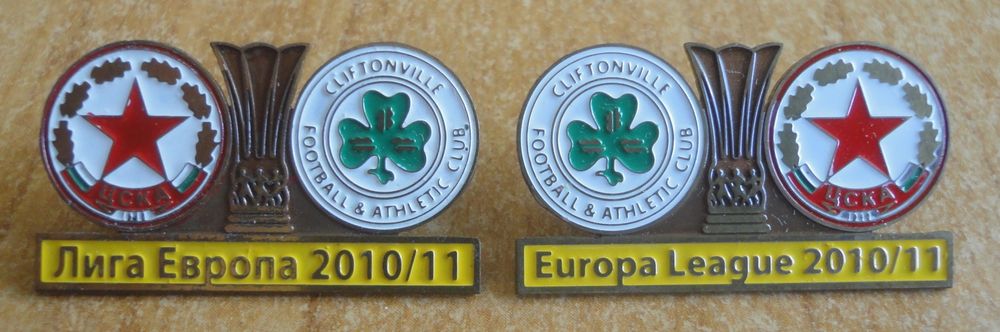 ЦСКА
CLIFTONVILLE
FOOTBALL & ATHLETIC CLUB
Лига Европа 2010/11
CLIFTONVILLE
FOOTBALL & ATHLETIC CLUB
ЦСКА
Europa League 2010/11